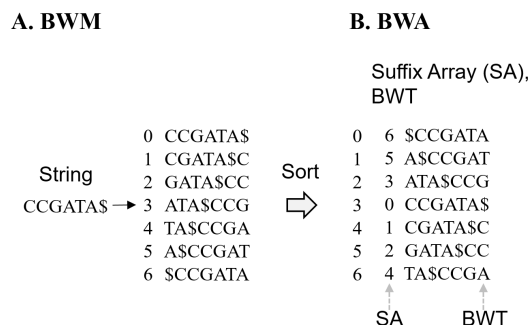 A. BWM
B. BWA
Suffix Array (SA),
BWT
String
CCGATA$
0 CCGATA$
1 CGATA$C
2 GATA$CC
3 ATA$CCG
4 TA$CCGA
5 A$CCGAT
6 $CCGATA
Sort
0 6 $CCGATA
1 5 A$CCGAT
2 3 ATA$CCG
3 0 CCGATA$
4 1 CGATA$C
5 2 GATA$CC
6 4 TA$CCGA
SA
BWT